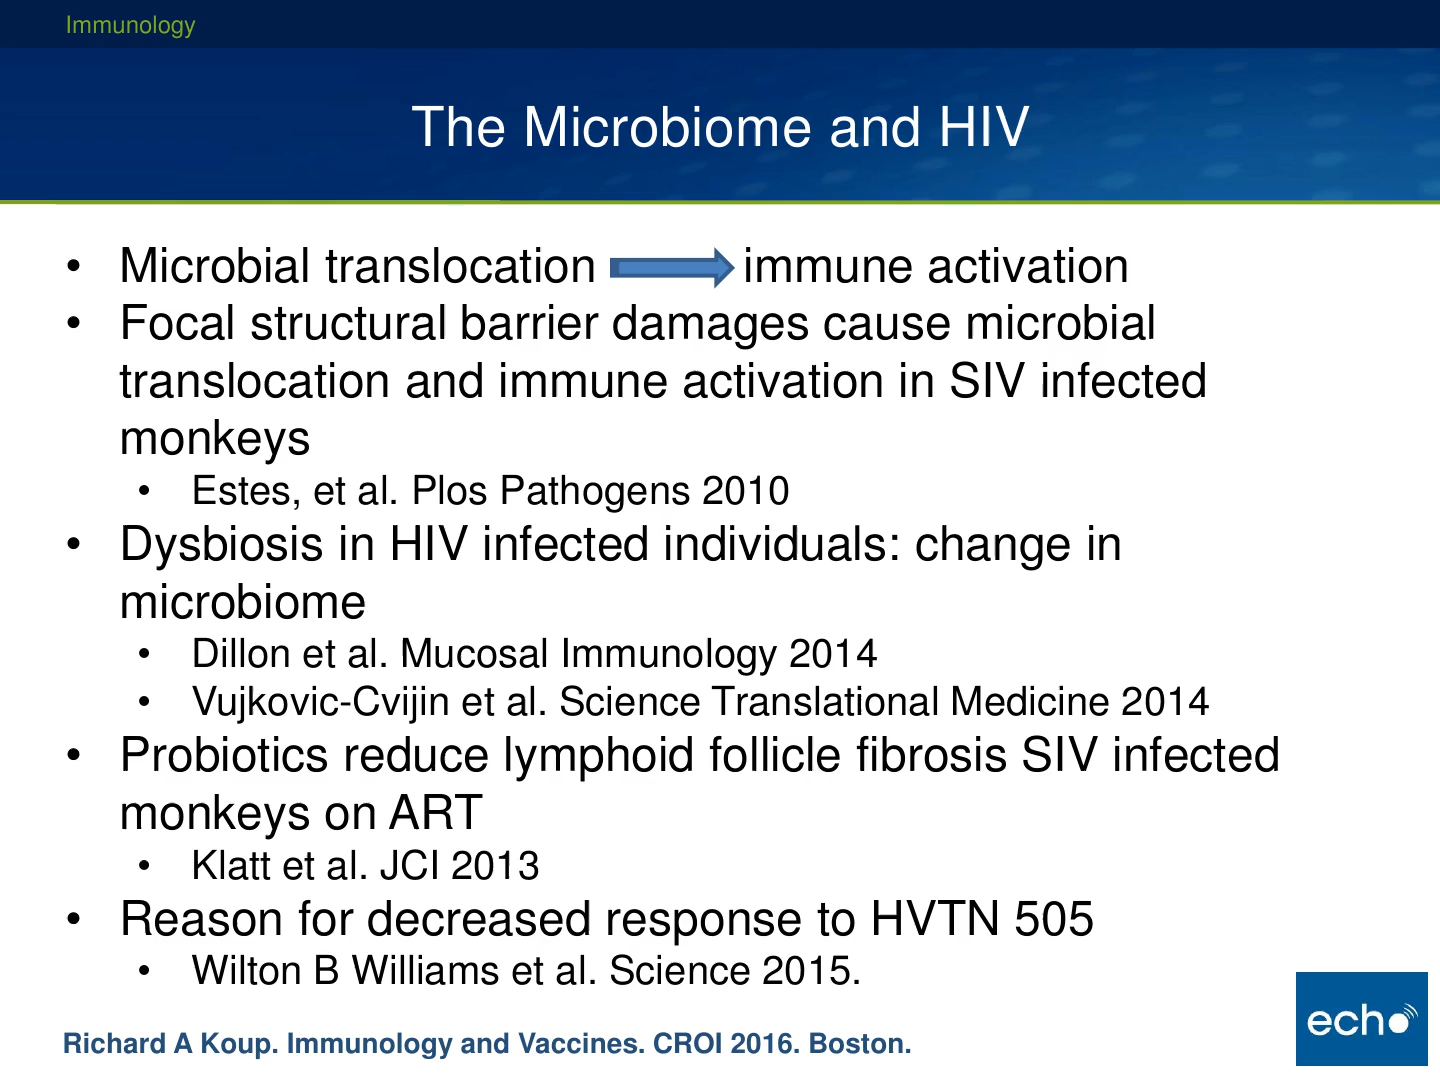 Immunology
The Microbiome and HIV
• Microbial translocation immune activation
• Focal structural barrier damages cause microbial
translocation and immune activation in SIV infected
monkeys
• Estes, et al. Plos Pathogens 2010
• Dysbiosis in HIV infected individuals: change in
microbiome
• Dillon et al. Mucosal Immunology 2014
• Vujkovic-Cvijin et al. Science Translational Medicine 2014
• Probiotics reduce lymphoid follicle fibrosis SIV infected
monkeys on ART
• Klatt et al. JCI 2013
• Reason for decreased response to HVTN 505
• Wilton B Williams et al. Science 2015.
Richard A Koup. Immunology and Vaccines. CROI 2016. Boston.
echo